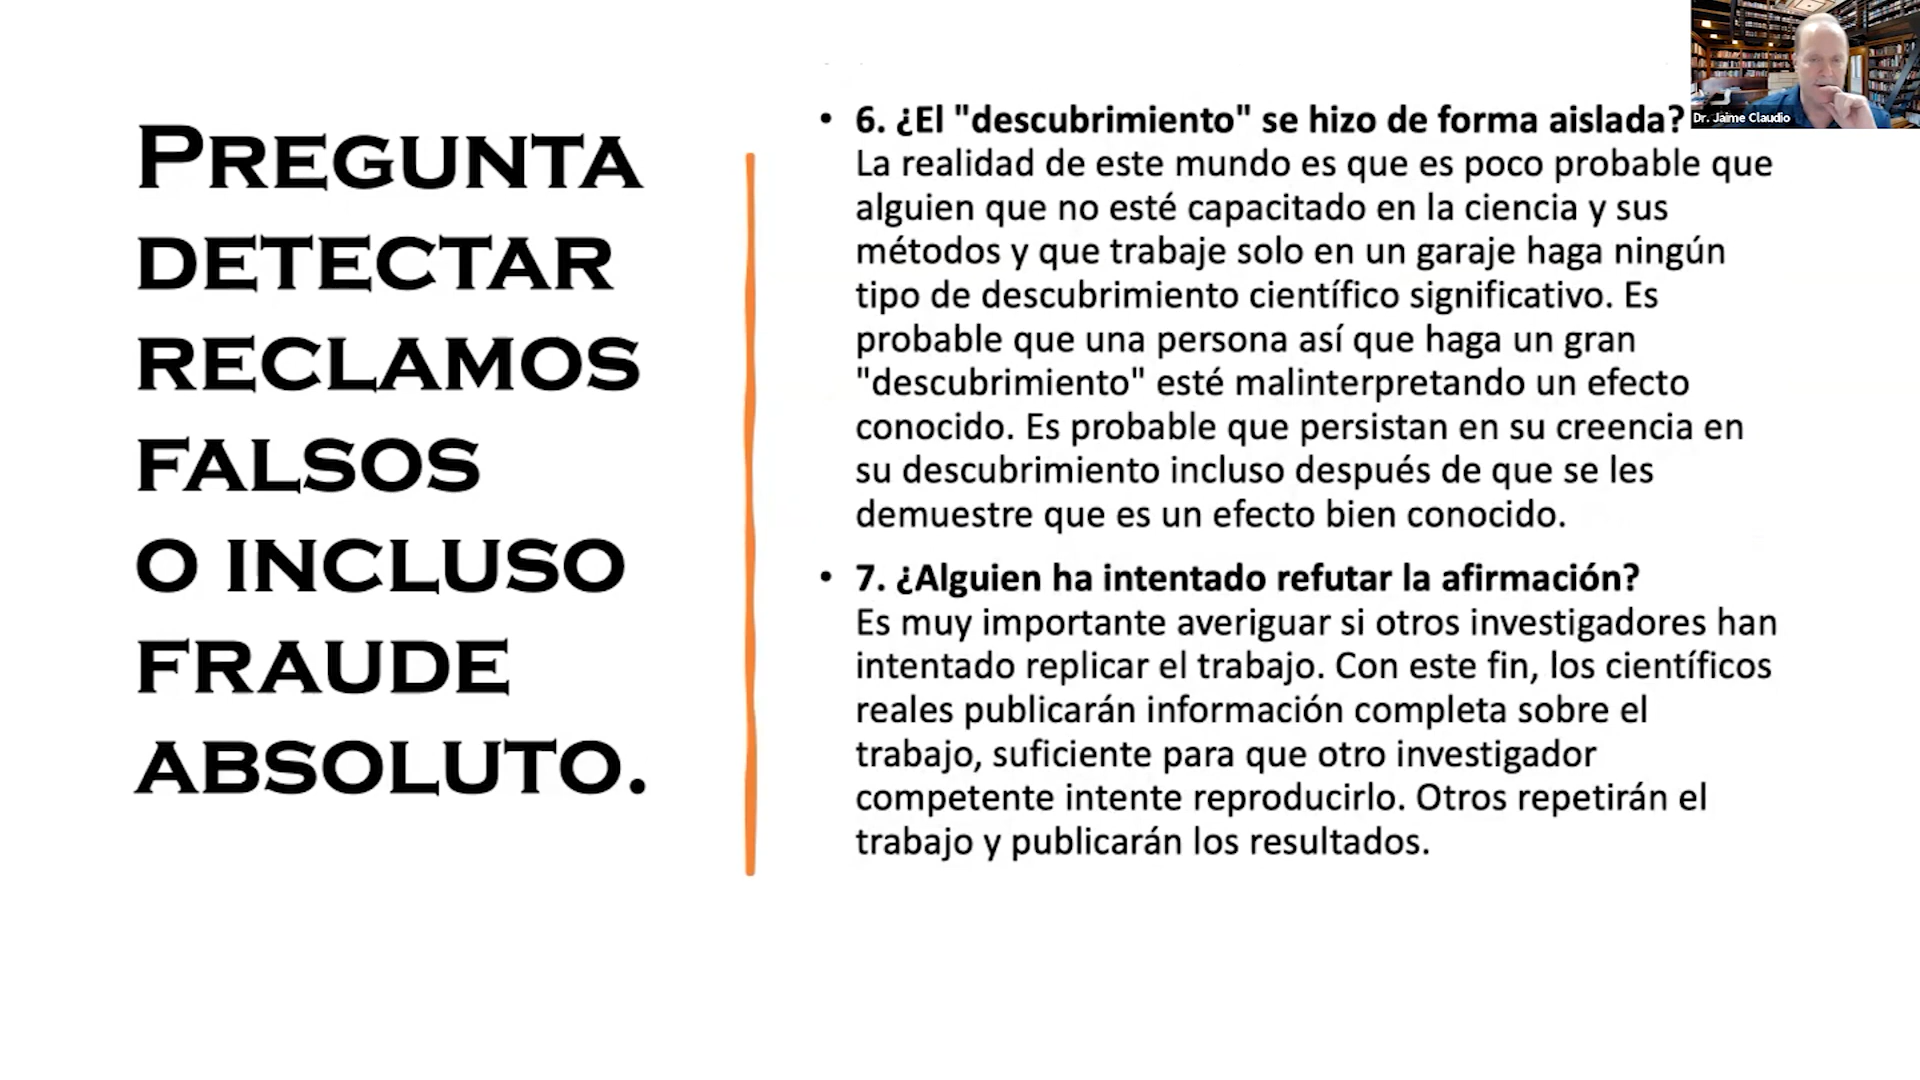 PREGUNTA
DETECTAR
RECLAMOS
FALSOS
O INCLUSO
FRAUDE
ABSOLUTO.
• 6. ¿El "descubrimiento" se hizo de forma aislada?
La realidad de este mundo es que es poco probable que
alguien que no esté capacitado en la ciencia y sus
métodos y que trabaje solo en un garaje haga ningún
tipo de descubrimiento científico significativo. Es
probable que una persona así que haga un gran
"descubrimiento" esté malinterpretando un efecto
conocido. Es probable que persistan en su creencia en
su descubrimiento incluso después de que se les
demuestre que es un efecto bien conocido.
• 7. ¿Alguien ha intentado refutar la afirmación?
Es muy importante averiguar si otros investigadores han
intentado replicar el trabajo. Con este fin, los científicos
reales publicarán información completa sobre el
trabajo, suficiente para que otro investigador
competente intente reproducirlo. Otros repetirán el
trabajo y publicarán los resultados.
Dr. Jaime Claudio